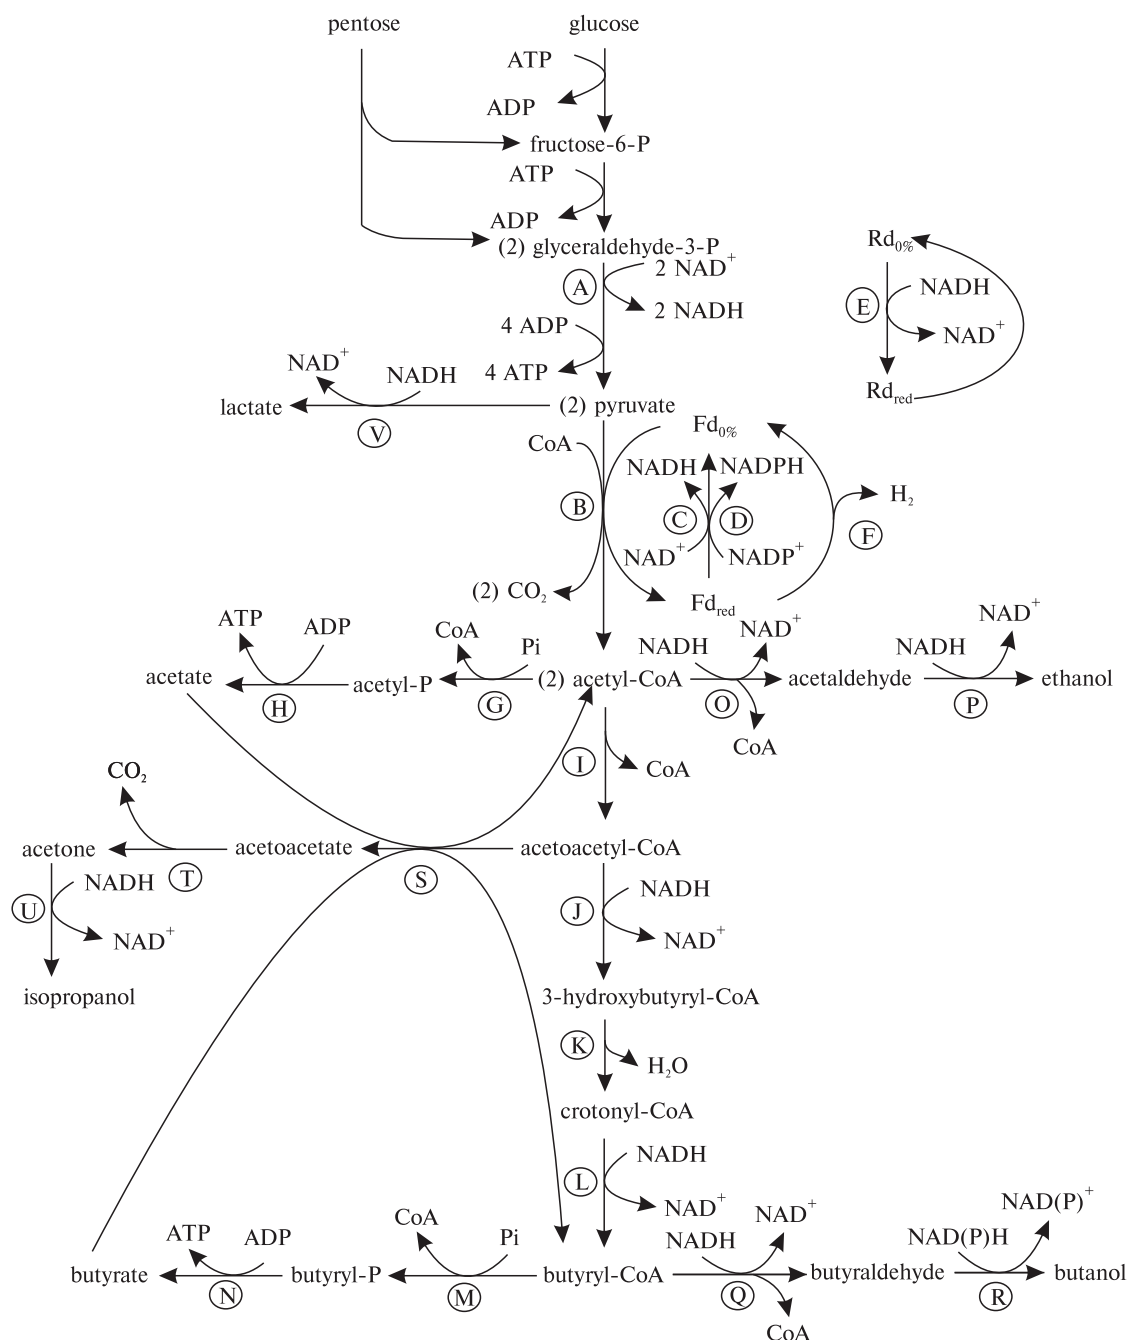 pentose
glucose
ATP
ADP
fructose-6-P
ATP
ADP
(2) glyceraldehyde-3-P
Rd0%
2 NAD+
A
2 NADH
NADH
E
NAD+
4 ADP
4 ATP
Rdred
NAD+
NADH
lactate
V
(2) pyruvate
CoA
Fd0%
NADH
NADPH
B
C
D
H2
F
NAD+
NADP+
(2) CO2
Fdred
ATP
ADP
CoA
Pi
NADH
NAD+
NADH
NAD+
acetate
H
acetyl-P
G
(2) acetyl-CoA
O
acetaldehyde
P
ethanol
CoA
I
CoA
CO2
acetone
T
acetoacetate
S
acetoacetyl-CoA
NADH
U
NAD+
NADH
J
NAD+
isopropanol
3-hydroxybutyryl-CoA
K
H2O
crotonyl-CoA
NADH
L
NAD+
ATP
ADP
CoA
Pi
NADH
NAD+
NAD(P)H
NAD(P)+
butyrate
N
butyryl-P
M
butyryl-CoA
Q
butyraldehyde
R
butanol
CoA